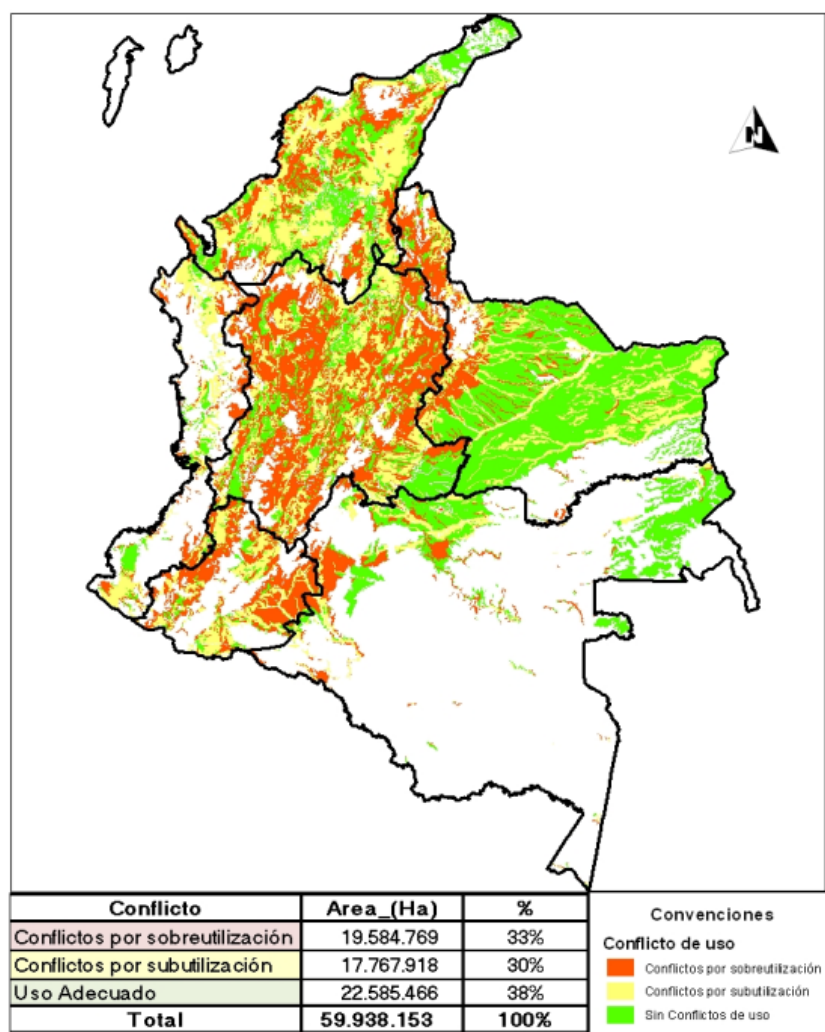 N
Conflicto Area_(Ha) %
Conflictos por sobreutilización 19.584.769 33%
Conflictos por subutilización 17.767.918 30%
Uso Adecuado 22.585.466 38%
Total 59.938.153 100%
Convenciones
Conflicto de uso
Conflictos por sobreutilización
Conflictos por subutilización
Sin Conflictos de uso